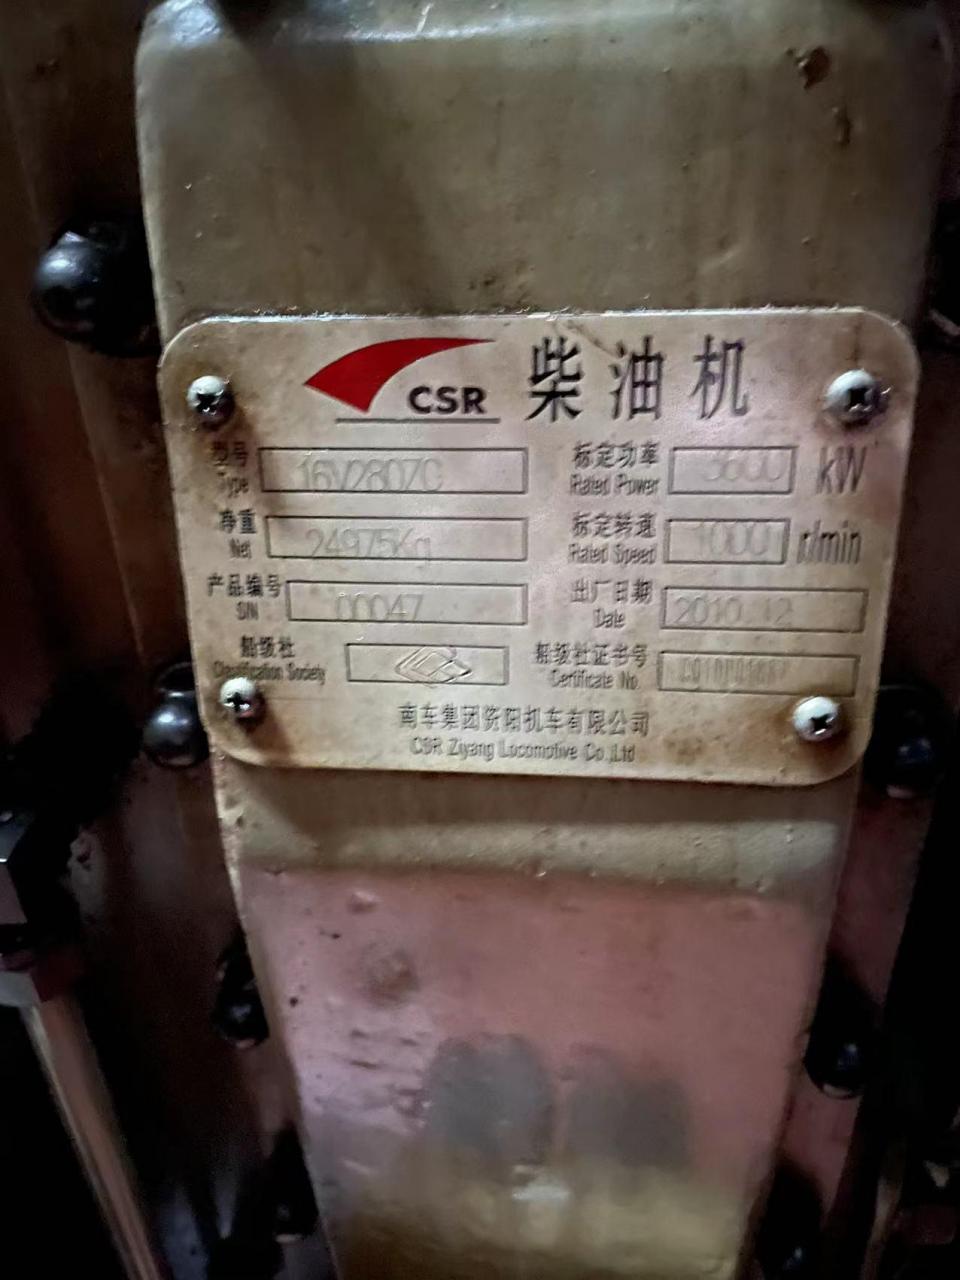 CSR 柴油机
型号 Type 16V280ZC 标定功率 Rated Power 3600 kW
净重 Net 24975Kg 标定转速 Rated Speed 1000 r/min
产品编号 S/N 00047 出厂日期 Date 2010.12
船级社 Classification Society 船级社证书号 Certificate No.
南车集团资阳机车有限公司
CSR Ziyang Locomotive Co.,Ltd